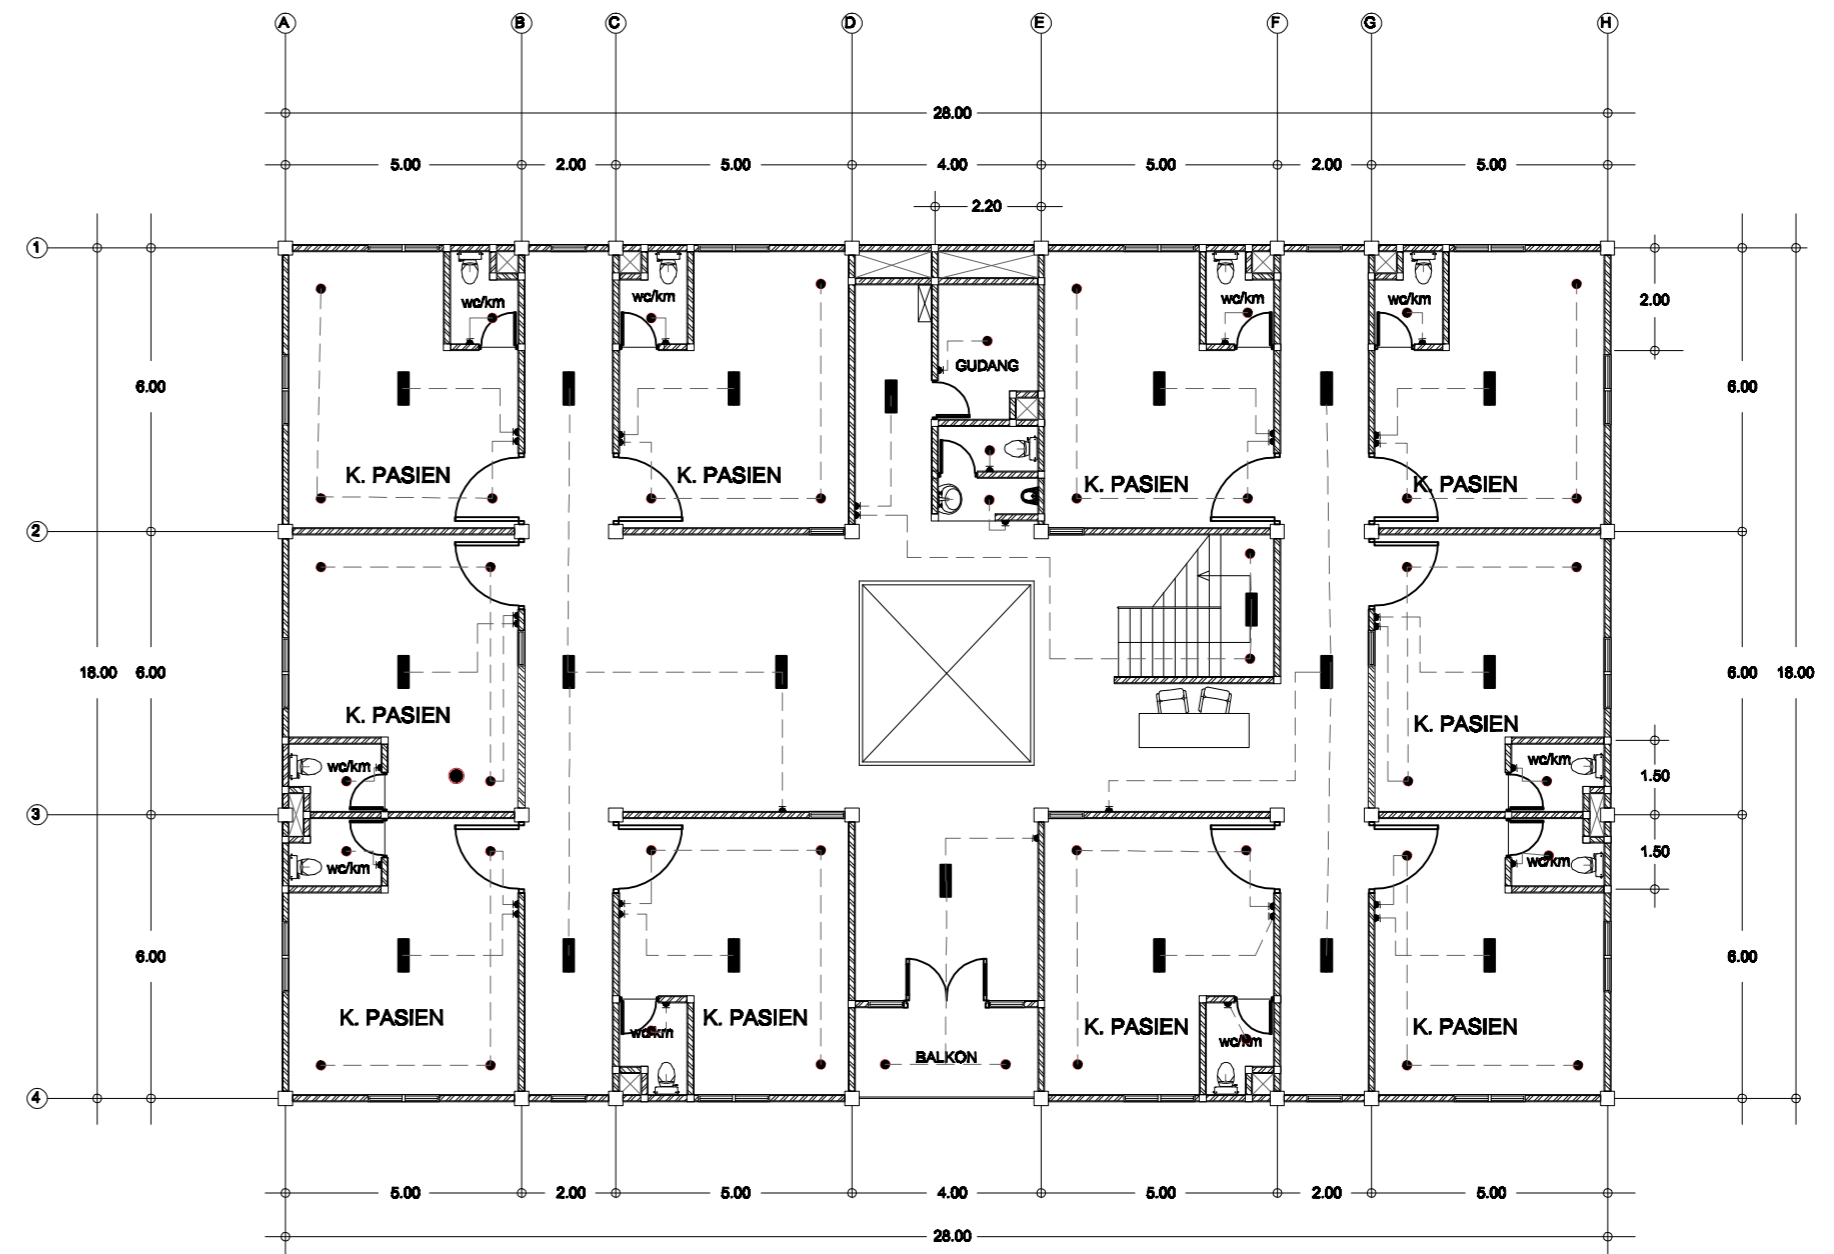 A B C D E F G H
28.00
5.00 2.00 5.00 4.00 5.00 2.00 5.00
2.20
1
wc/km wc/km wc/km wc/km 2.00
GUDANG
6.00 6.00
K. PASIEN K. PASIEN K. PASIEN K. PASIEN
2
18.00 6.00 6.00 18.00
K. PASIEN K. PASIEN
wc/km wc/km
1.50
3
wc/km wc/km
1.50
6.00 6.00
K. PASIEN K. PASIEN K. PASIEN K. PASIEN
wc/km wc/km
BALKON
4
5.00 2.00 5.00 4.00 5.00 2.00 5.00
28.00